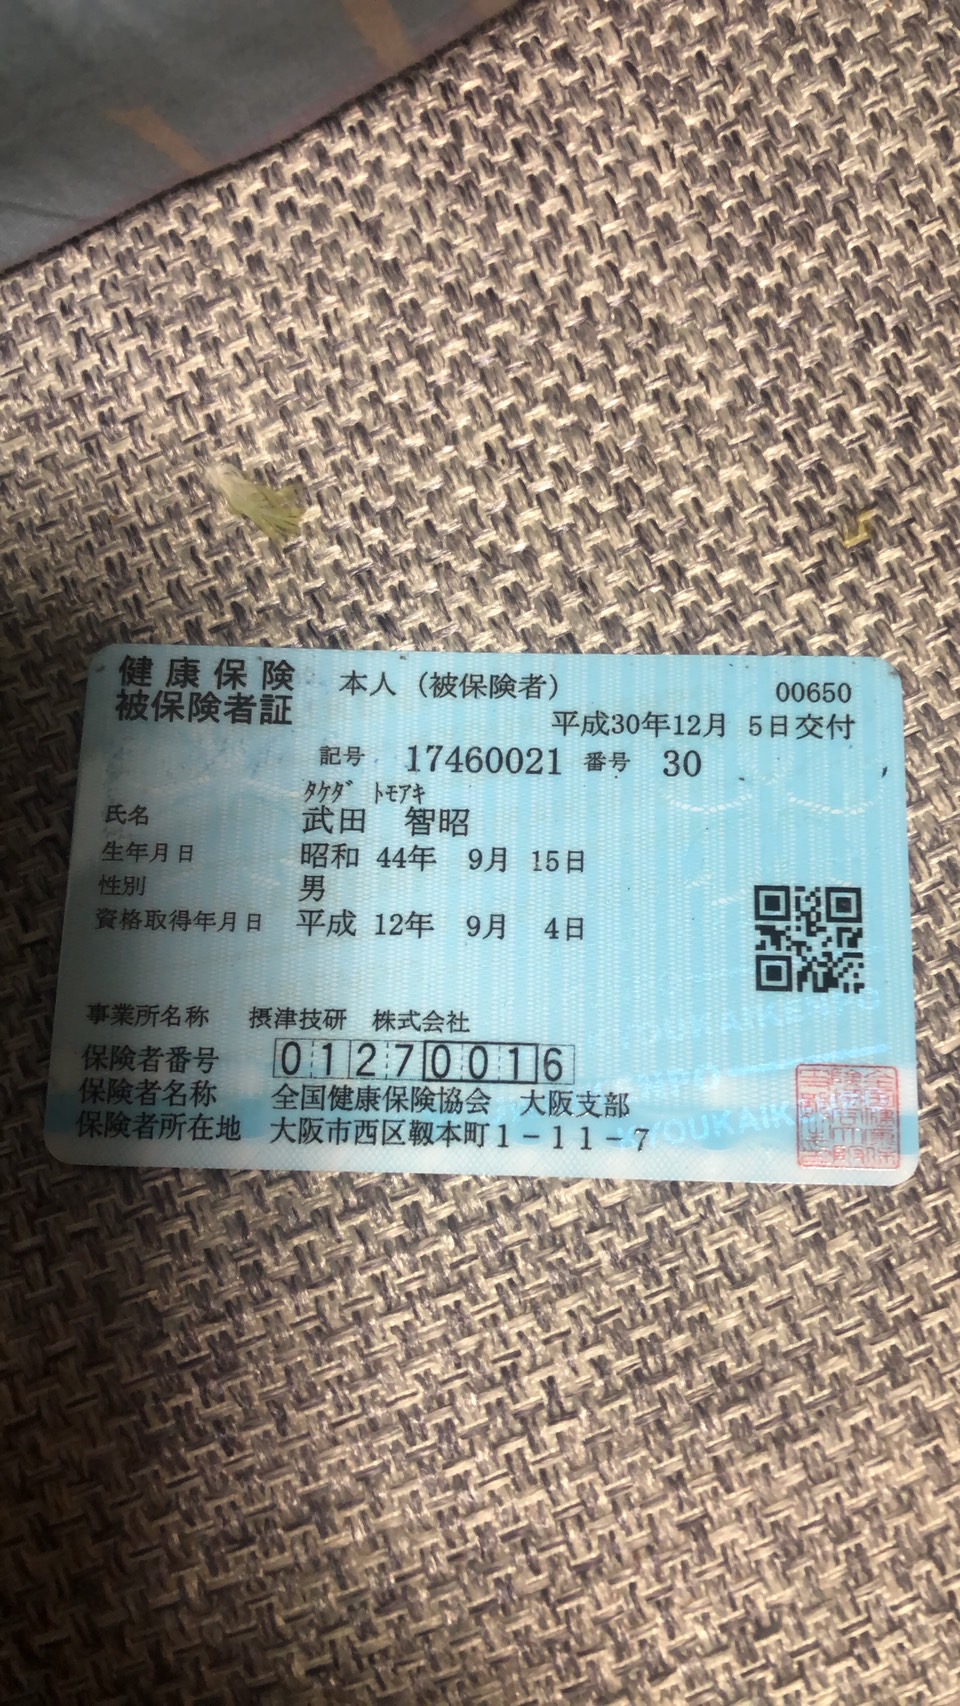 健康保険
被保険者証
本人（被保険者）
00650
平成30年12月 5日交付
記号 17460021 番号 30
ﾀｹﾀﾞ ﾄﾓｱｷ
氏名 武田 智昭
生年月日 昭和 44年 9月 15日
性別 男
資格取得年月日 平成 12年 9月 4日
事業所名称 摂津技研 株式会社
保険者番号 01270016
保険者名称 全国健康保険協会 大阪支部
保険者所在地 大阪市西区靱本町1－11－7